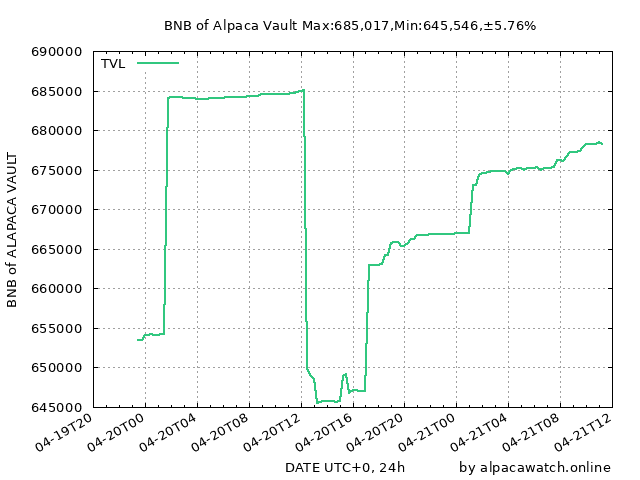 BNB of Alpaca Vault Max:685,017,Min:645,546,±5.76%
TVL
BNB of ALAPACA VAULT
690000
685000
680000
675000
670000
665000
660000
655000
650000
645000
04-19T20
04-20T00
04-20T04
04-20T08
04-20T12
04-20T16
04-20T20
04-21T00
04-21T04
04-21T08
04-21T12
DATE UTC+0, 24h
by alpacawatch.online